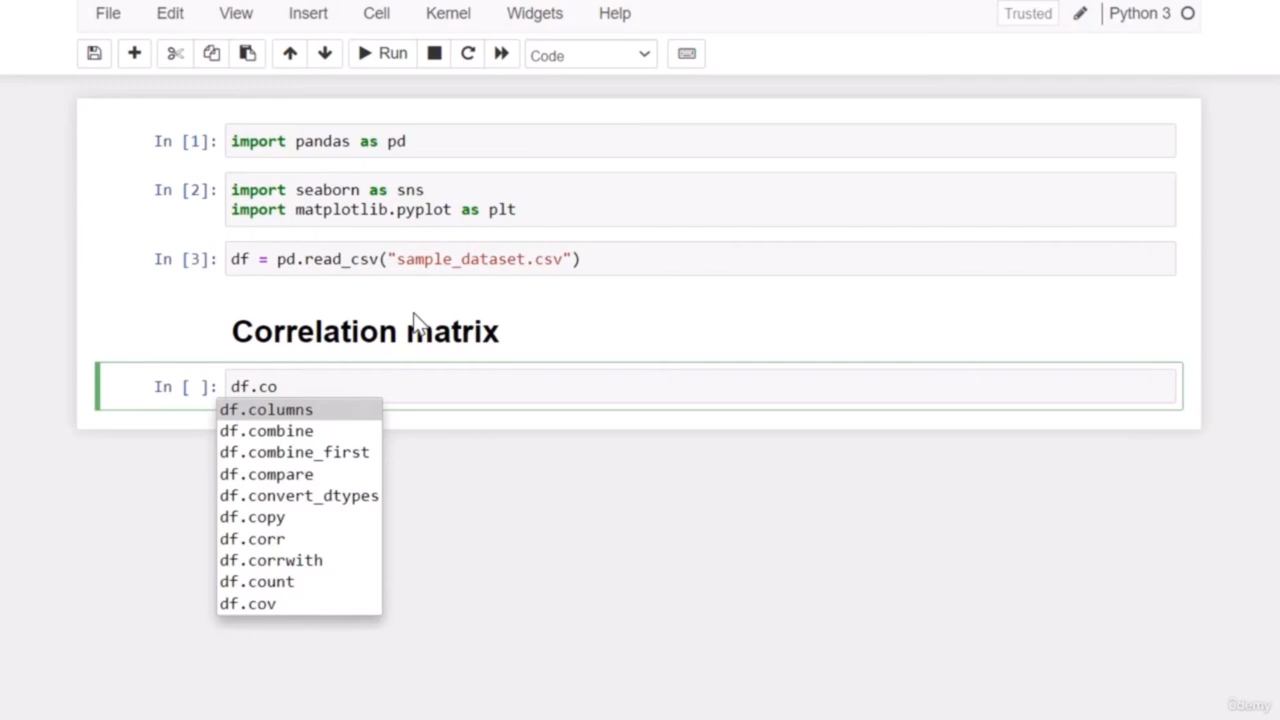 File Edit View Insert Cell Kernel Widgets Help Trusted Python 3
Run Code
In [1]: import pandas as pd
In [2]: import seaborn as sns
import matplotlib.pyplot as plt
In [3]: df = pd.read_csv("sample_dataset.csv")
Correlation matrix
In [ ]: df.co
df.columns
df.combine
df.combine_first
df.compare
df.convert_dtypes
df.copy
df.corr
df.corrwith
df.count
df.cov
ûdemy